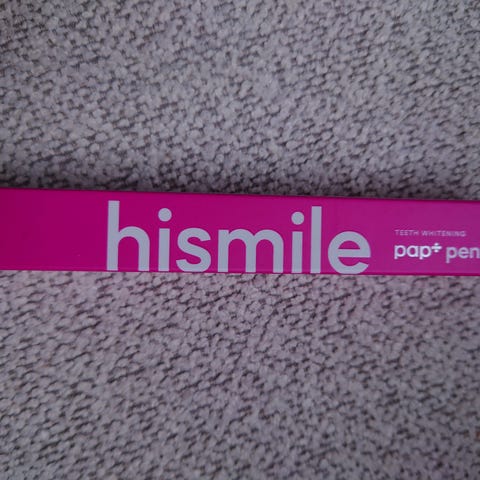 hismile
TEETH WHITENING
pap+ pen